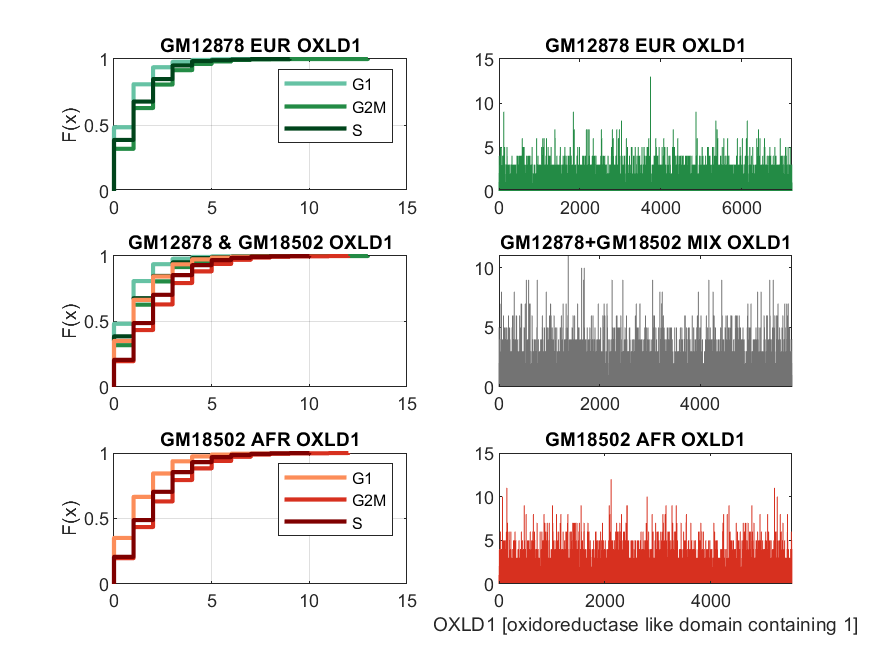 GM12878 EUR OXLD1
1
0.5
0
F(x)
0 5 10 15
G1
G2M
S
GM12878 EUR OXLD1
15
10
5
0
0 2000 4000 6000
GM12878 & GM18502 OXLD1
1
0.5
0
F(x)
0 5 10 15
GM12878+GM18502 MIX OXLD1
10
5
0
0 2000 4000
GM18502 AFR OXLD1
1
0.5
0
F(x)
0 5 10 15
G1
G2M
S
GM18502 AFR OXLD1
15
10
5
0
0 2000 4000
OXLD1 [oxidoreductase like domain containing 1]